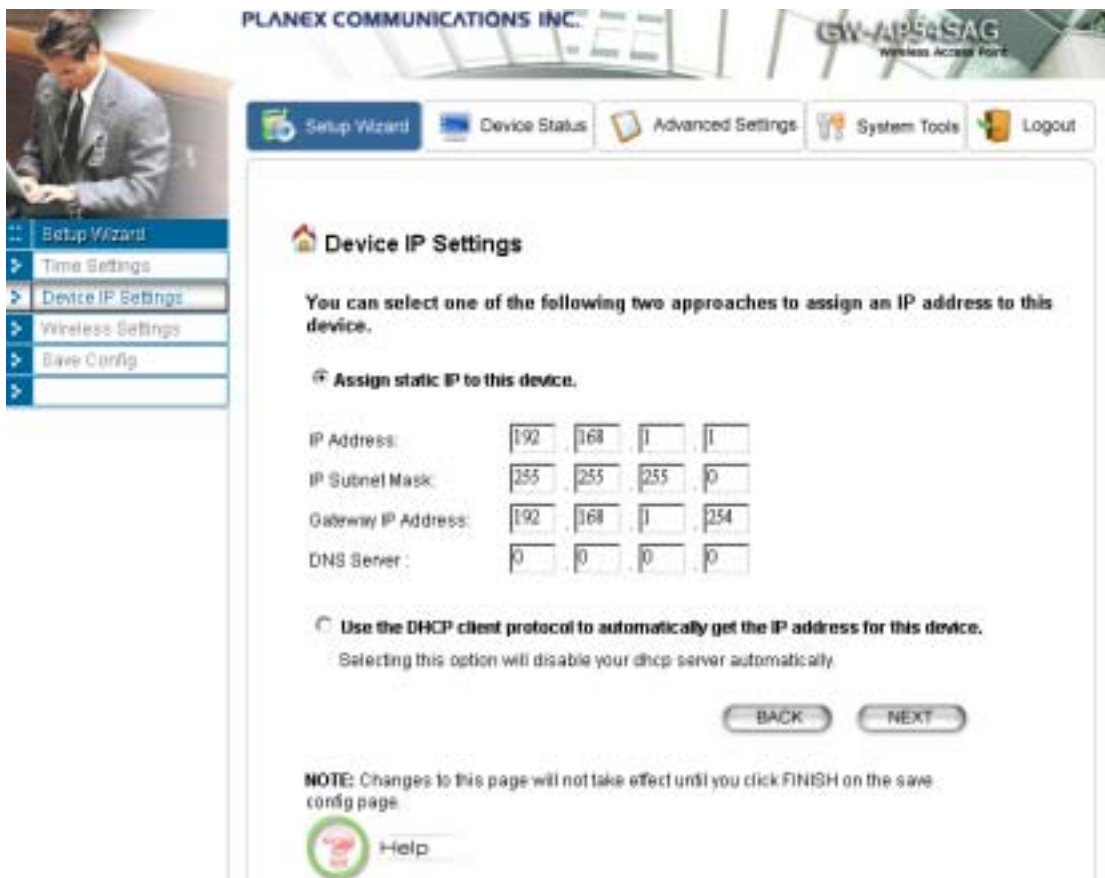 PLANEX COMMUNICATIONS INC.
GW-AP54SAG
Wireless Access Point
Setup Wizard
Device Status
Advanced Settings
System Tools
Logout
Setup Wizard
Time Settings
Device IP Settings
Wireless Settings
Save Config
Device IP Settings
You can select one of the following two approaches to assign an IP address to this
device.
Assign static IP to this device.
IP Address: 192 . 168 . 1 . 1
IP Subnet Mask: 255 . 255 . 255 . 0
Gateway IP Address: 192 . 168 . 1 . 254
DNS Server : 0 . 0 . 0 . 0
Use the DHCP client protocol to automatically get the IP address for this device.
Selecting this option will disable your dhcp server automatically.
BACK
NEXT
NOTE: Changes to this page will not take effect until you click FINISH on the save
config page.
Help